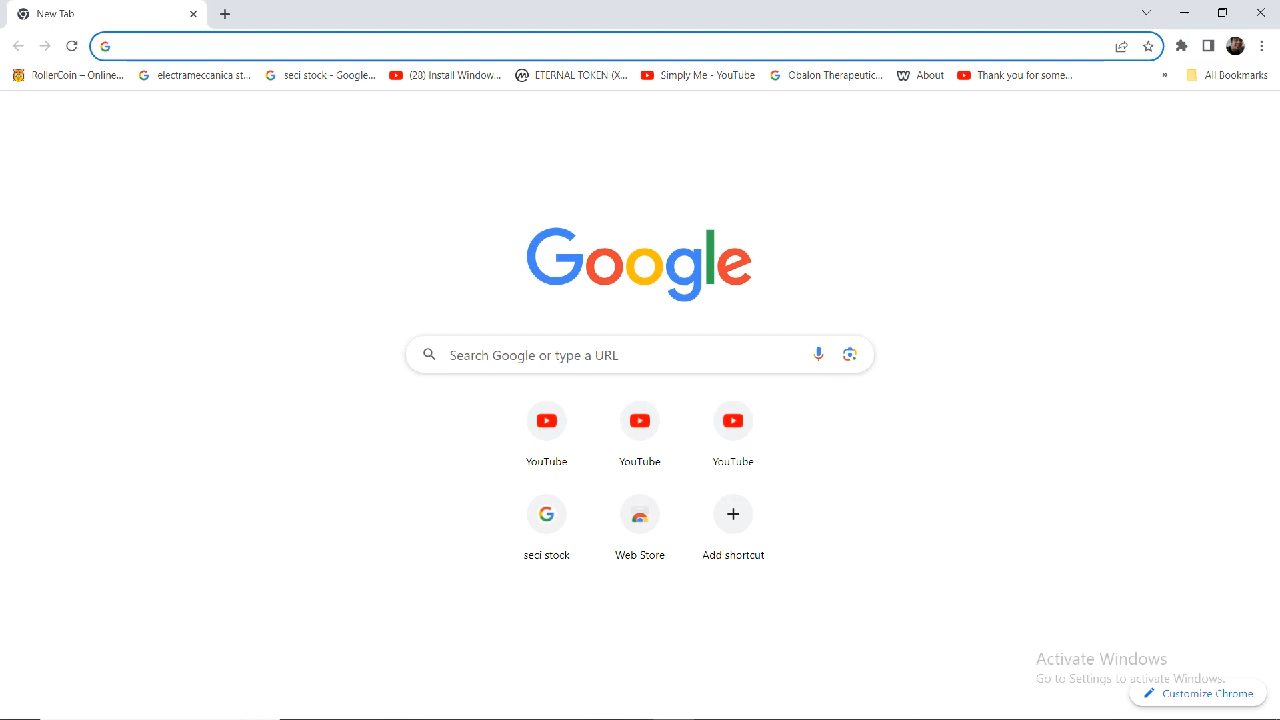 New Tab
RollerCoin – Online...
electrameccanica st...
seci stock - Google...
(28) Install Window...
ETERNAL TOKEN (X...
Simply Me - YouTube
Obalon Therapeutic...
About
Thank you for some...
»
All Bookmarks
Google
Search Google or type a URL
YouTube
YouTube
YouTube
seci stock
Web Store
Add shortcut
Activate Windows
Go to Settings to activate Windows.
Customize Chrome